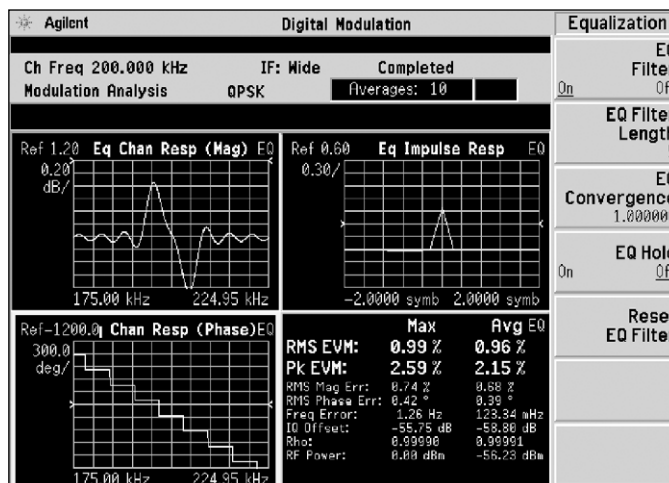 Agilent Digital Modulation Equalization
Ch Freq 200.000 kHz IF: Wide Completed
Modulation Analysis QPSK Averages: 10
EQ
Filter
On Of
EQ Filte
Length
EQ
Convergence
1.00000
EQ Hold
On Of
Rese
EQ Filte
Ref 1.20 Eq Chan Resp (Mag) EQ
0.20
dB/
175.00 kHz 224.95 kHz
Ref 0.60 Eq Impulse Resp EQ
0.30/
-2.0000 symb 2.0000 symb
Ref-1200.0 Chan Resp (Phase)EQ
300.0
deg/
175.00 kHz 224.95 kHz
Max Avg EQ
RMS EVM: 0.99 % 0.96 %
Pk EVM: 2.59 % 2.15 %
RMS Mag Err: 0.74 % 0.68 %
RMS Phase Err: 0.42 ° 0.39 °
Freq Error: 1.26 Hz 123.34 mHz
IQ Offset: -55.75 dB -58.80 dB
Rho: 0.99990 0.99991
RF Power: 0.00 dBm -56.23 dBm